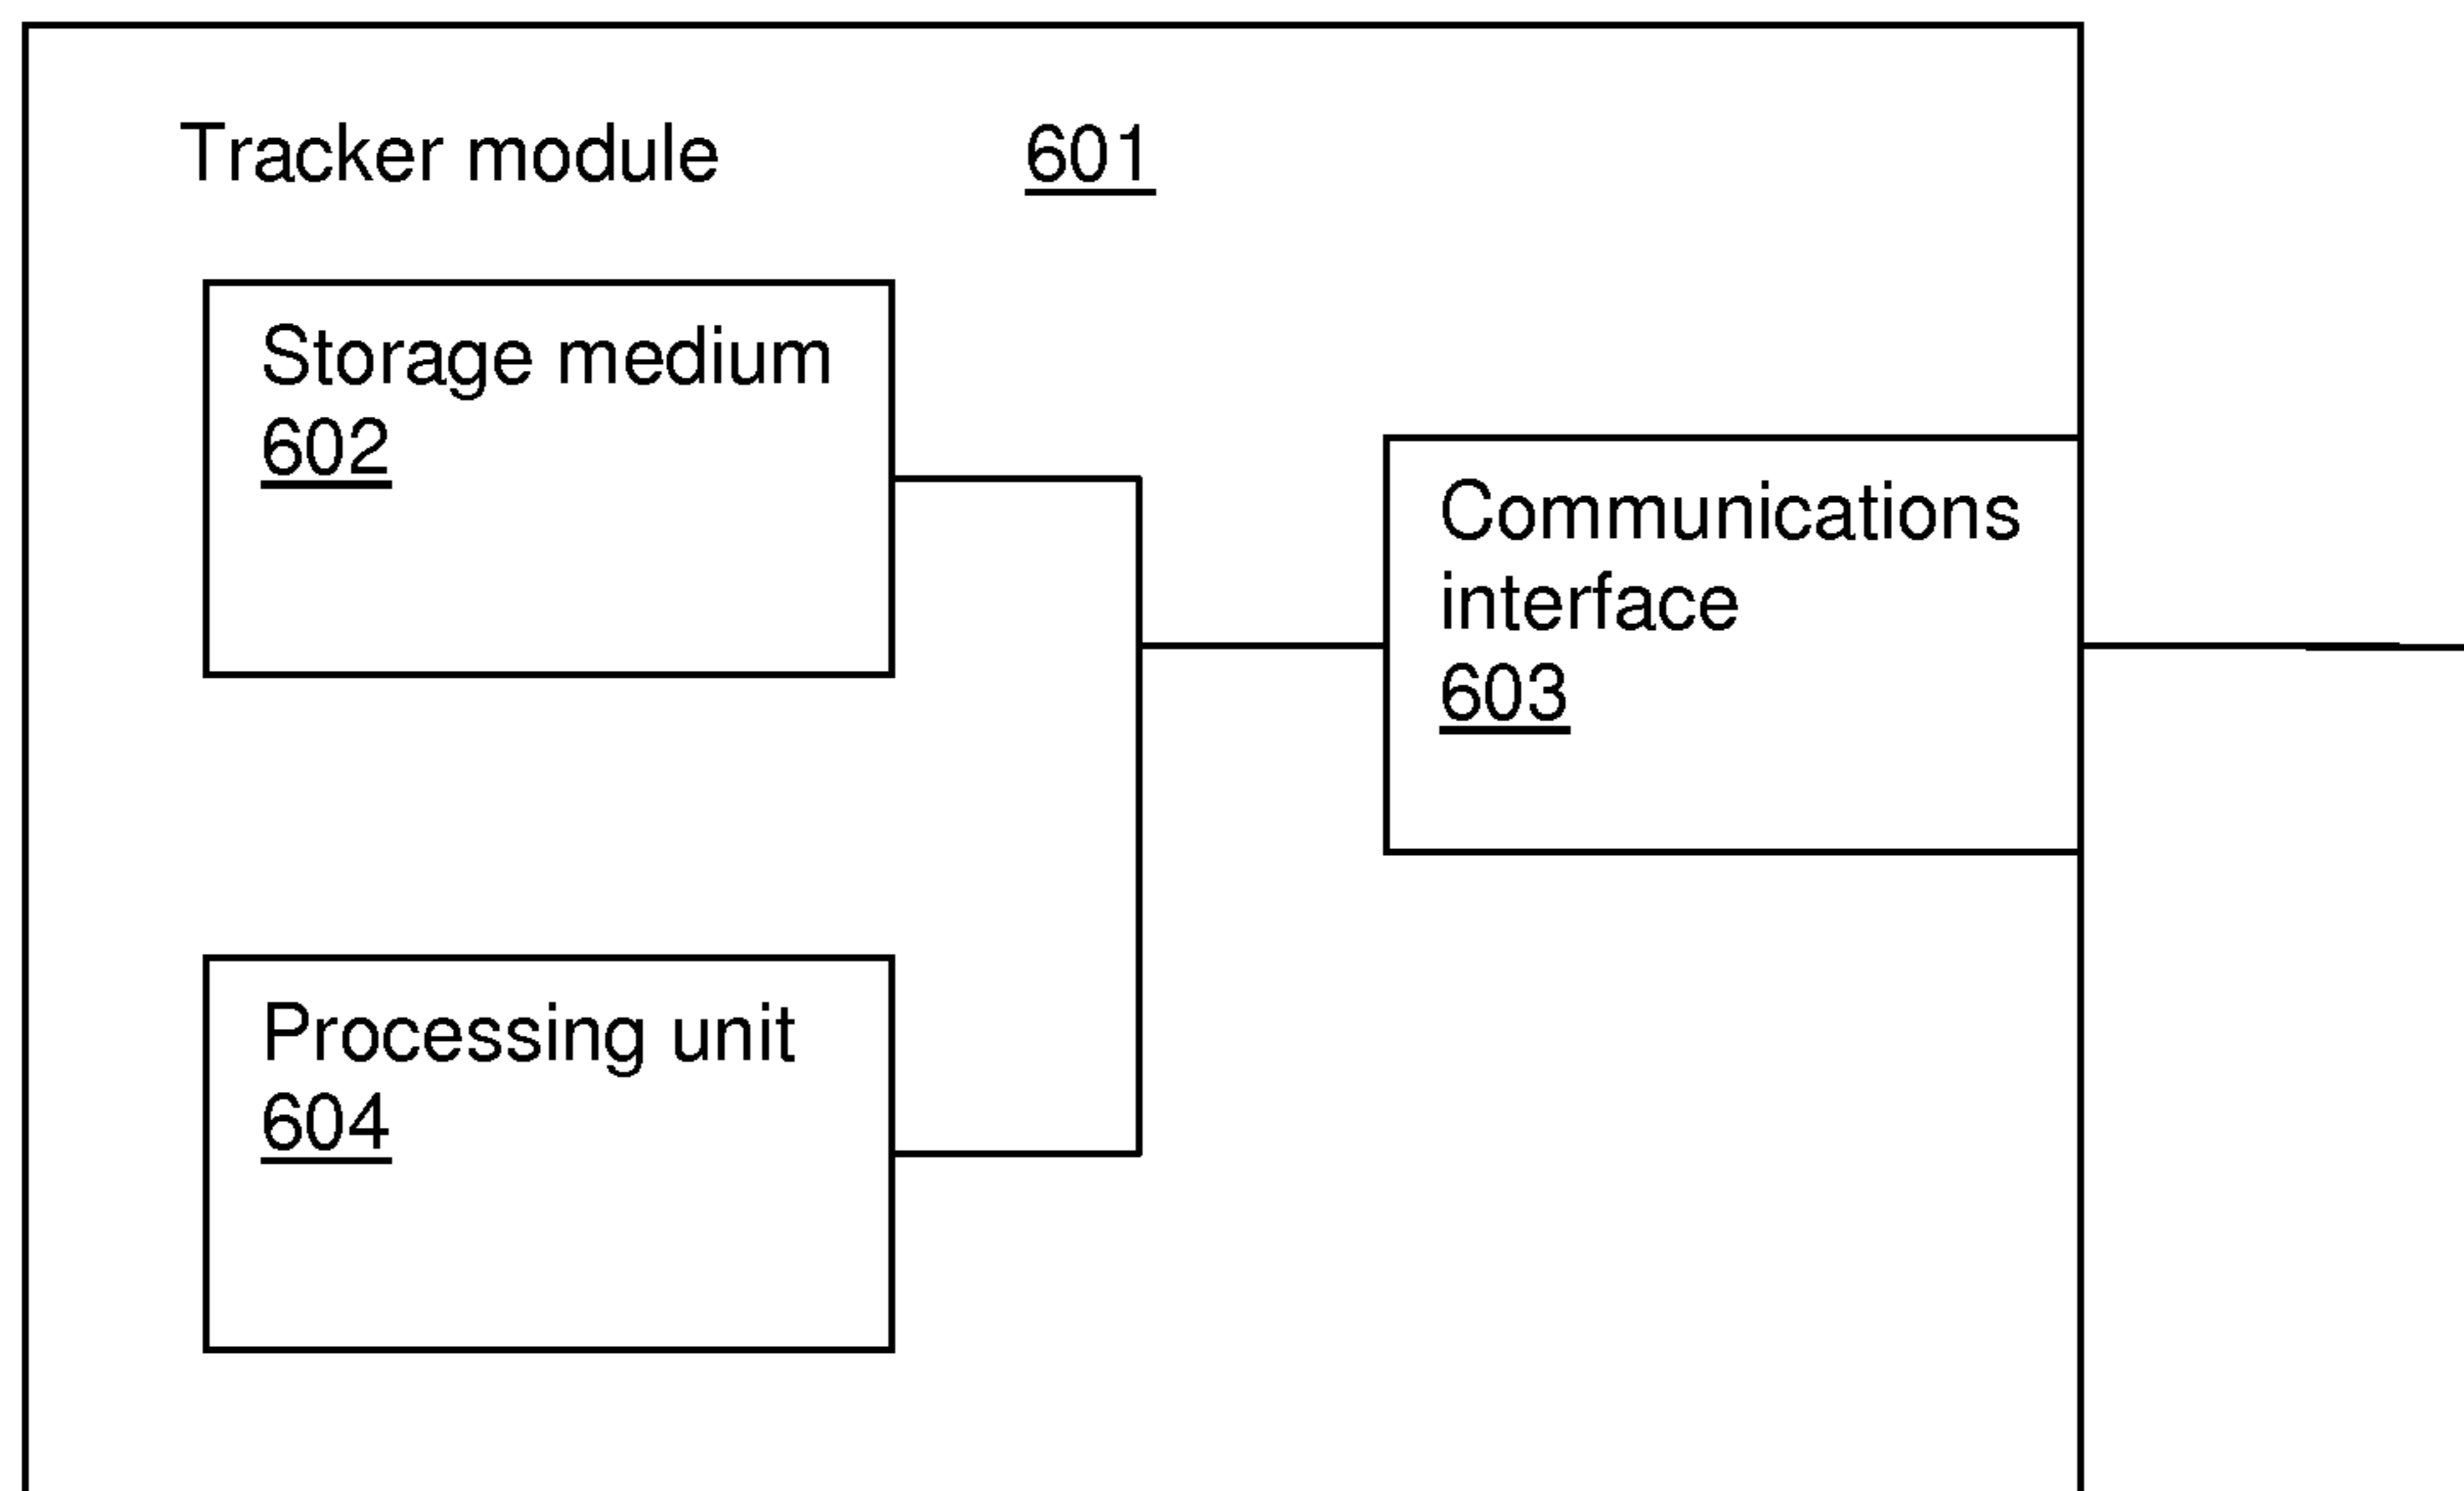 Tracker module 601
Storage medium
602
Communications
interface
603
Processing unit
604